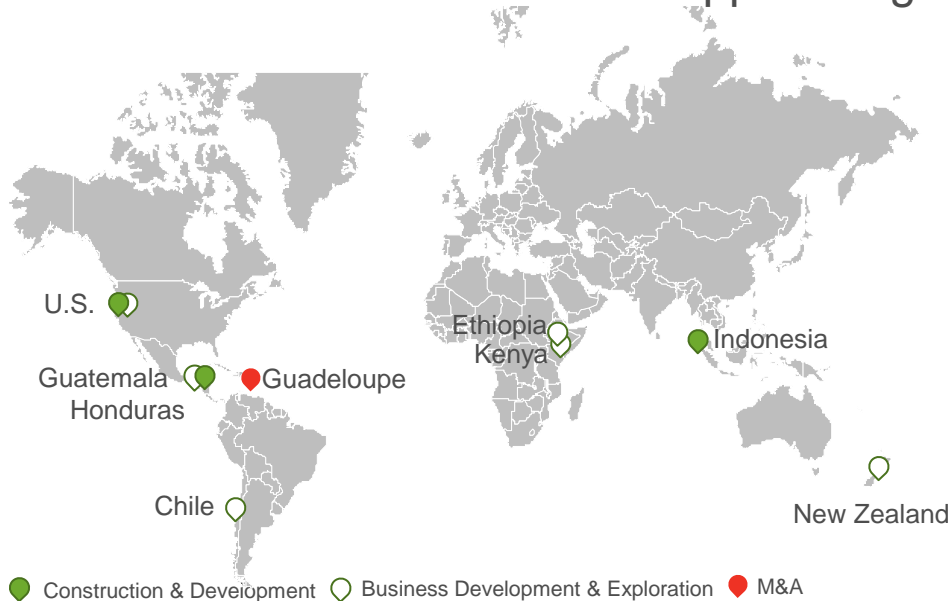 U.S.
Ethiopia
Kenya
Indonesia
Guatemala
Guadeloupe
Honduras
Chile
New Zealand
Construction & Development
Business Development & Exploration
M&A